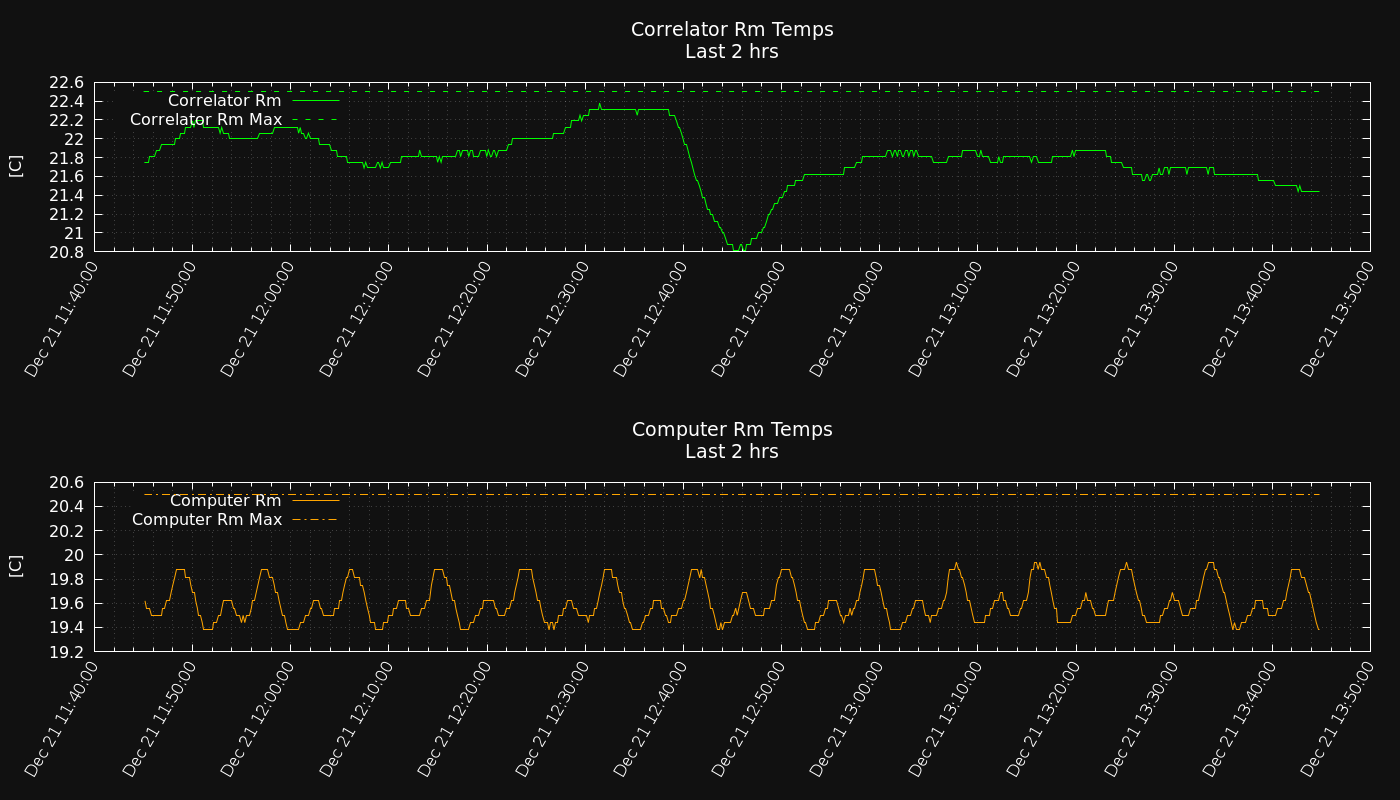 Correlator Rm Temps
Last 2 hrs
22.6
22.4
22.2
22
21.8
21.6
21.4
21.2
21
20.8
[C]
Correlator Rm
Correlator Rm Max
Dec 21 11:40:00
Dec 21 11:50:00
Dec 21 12:00:00
Dec 21 12:10:00
Dec 21 12:20:00
Dec 21 12:30:00
Dec 21 12:40:00
Dec 21 12:50:00
Dec 21 13:00:00
Dec 21 13:10:00
Dec 21 13:20:00
Dec 21 13:30:00
Dec 21 13:40:00
Dec 21 13:50:00
Computer Rm Temps
Last 2 hrs
20.6
20.4
20.2
20
19.8
19.6
19.4
19.2
[C]
Computer Rm
Computer Rm Max
Dec 21 11:40:00
Dec 21 11:50:00
Dec 21 12:00:00
Dec 21 12:10:00
Dec 21 12:20:00
Dec 21 12:30:00
Dec 21 12:40:00
Dec 21 12:50:00
Dec 21 13:00:00
Dec 21 13:10:00
Dec 21 13:20:00
Dec 21 13:30:00
Dec 21 13:40:00
Dec 21 13:50:00